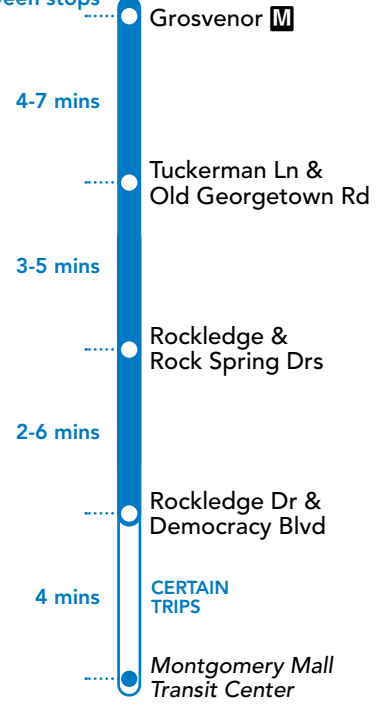 stops
Grosvenor M
4-7 mins
Tuckerman Ln &
Old Georgetown Rd
3-5 mins
Rockledge &
Rock Spring Drs
2-6 mins
Rockledge Dr &
Democracy Blvd
4 mins
CERTAIN
TRIPS
Montgomery Mall
Transit Center